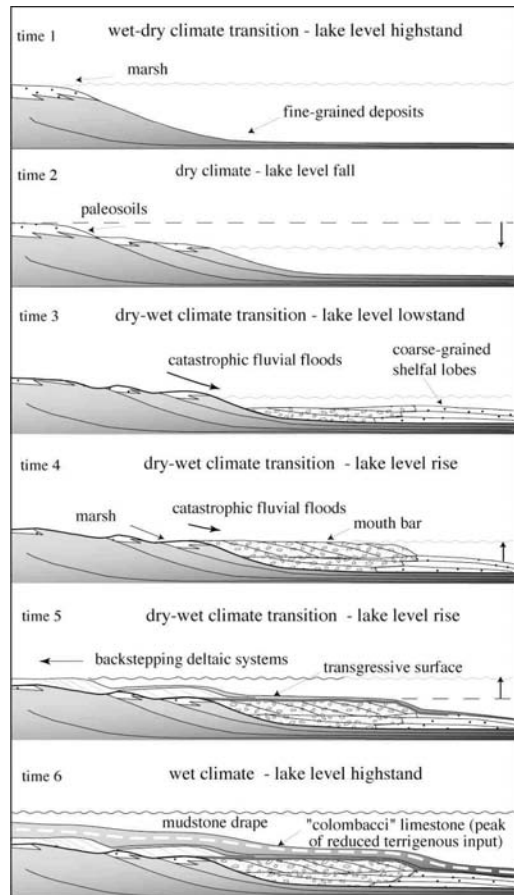 time 1
wet-dry climate transition - lake level highstand
marsh
fine-grained deposits
time 2
dry climate - lake level fall
paleosoils
time 3
dry-wet climate transition - lake level lowstand
catastrophic fluvial floods
coarse-grained
shelfal lobes
time 4
dry-wet climate transition - lake level rise
marsh
catastrophic fluvial floods
mouth bar
time 5
dry-wet climate transition - lake level rise
backstepping deltaic systems
transgressive surface
time 6
wet climate - lake level highstand
mudstone drape
"colombacci" limestone (peak
of reduced terrigenous input)